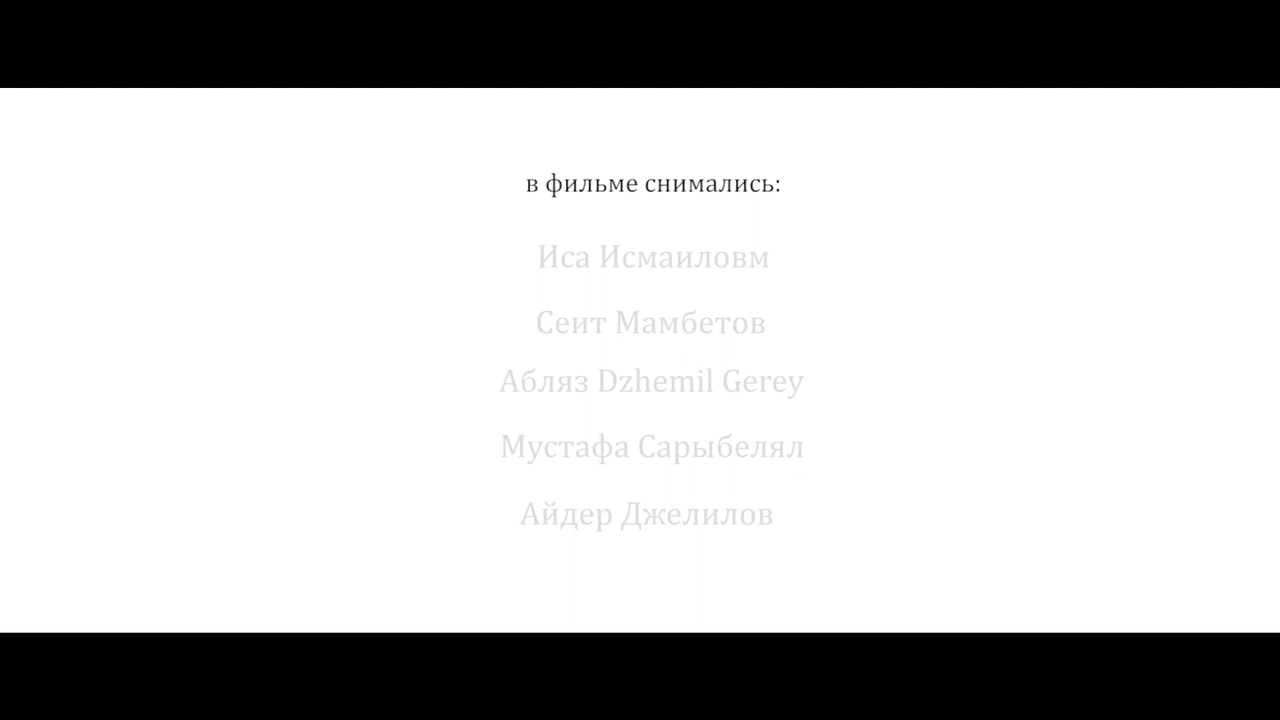 в фильме снимались:
Иса Исмаиловм
Сеит Мамбетов
Абляз Dzhemil Gerey
Мустафа Сарыбелял
Айдер Джелилов